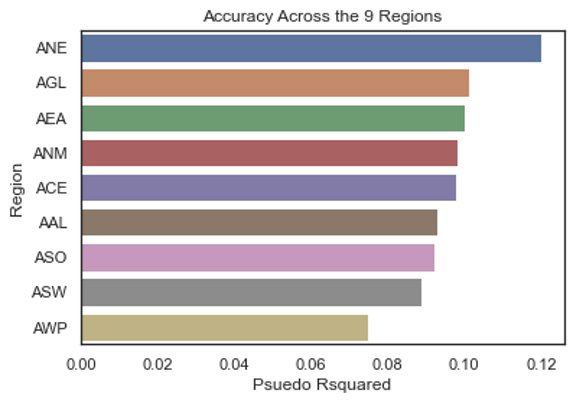 Accuracy Across the 9 Regions
Region
ANE
AGL
AEA
ANM
ACE
AAL
ASO
ASW
AWP
0.00 0.02 0.04 0.06 0.08 0.10 0.12
Psuedo Rsquared